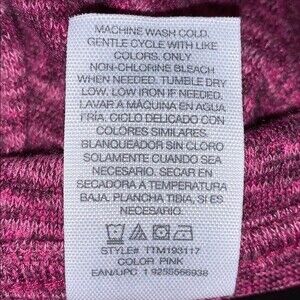 MACHINE WASH COLD.
GENTLE CYCLE WITH LIKE
COLORS. ONLY
NON-CHLORINE BLEACH
WHEN NEEDED. TUMBLE DRY
LOW. LOW IRON IF NEEDED.
LAVAR A MÁQUINA EN AGUA
FRÍA. CICLO DELICADO CON
COLORES SIMILARES.
BLANQUEADOR SIN CLORO
SOLAMENTE CUANDO SEA
NECESARIO. SECAR EN
SECADORA A TEMPERATURA
BAJA. PLANCHA TIBIA, SI ES
NECESARIO.
STYLE# TTM193117
COLOR PINK
EAN/UPC 1 9255566938